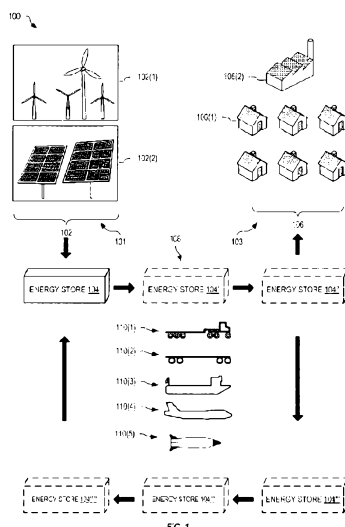 100
102(1)
106(2)
106(1)
102(2)
102
101
108
103
106
ENERGY STORE 104
ENERGY STORE 104'
ENERGY STORE 104''
110(1)
110(2)
110(3)
110(4)
110(5)
ENERGY STORE
ENERGY STORE
ENERGY STORE
FIG. 1